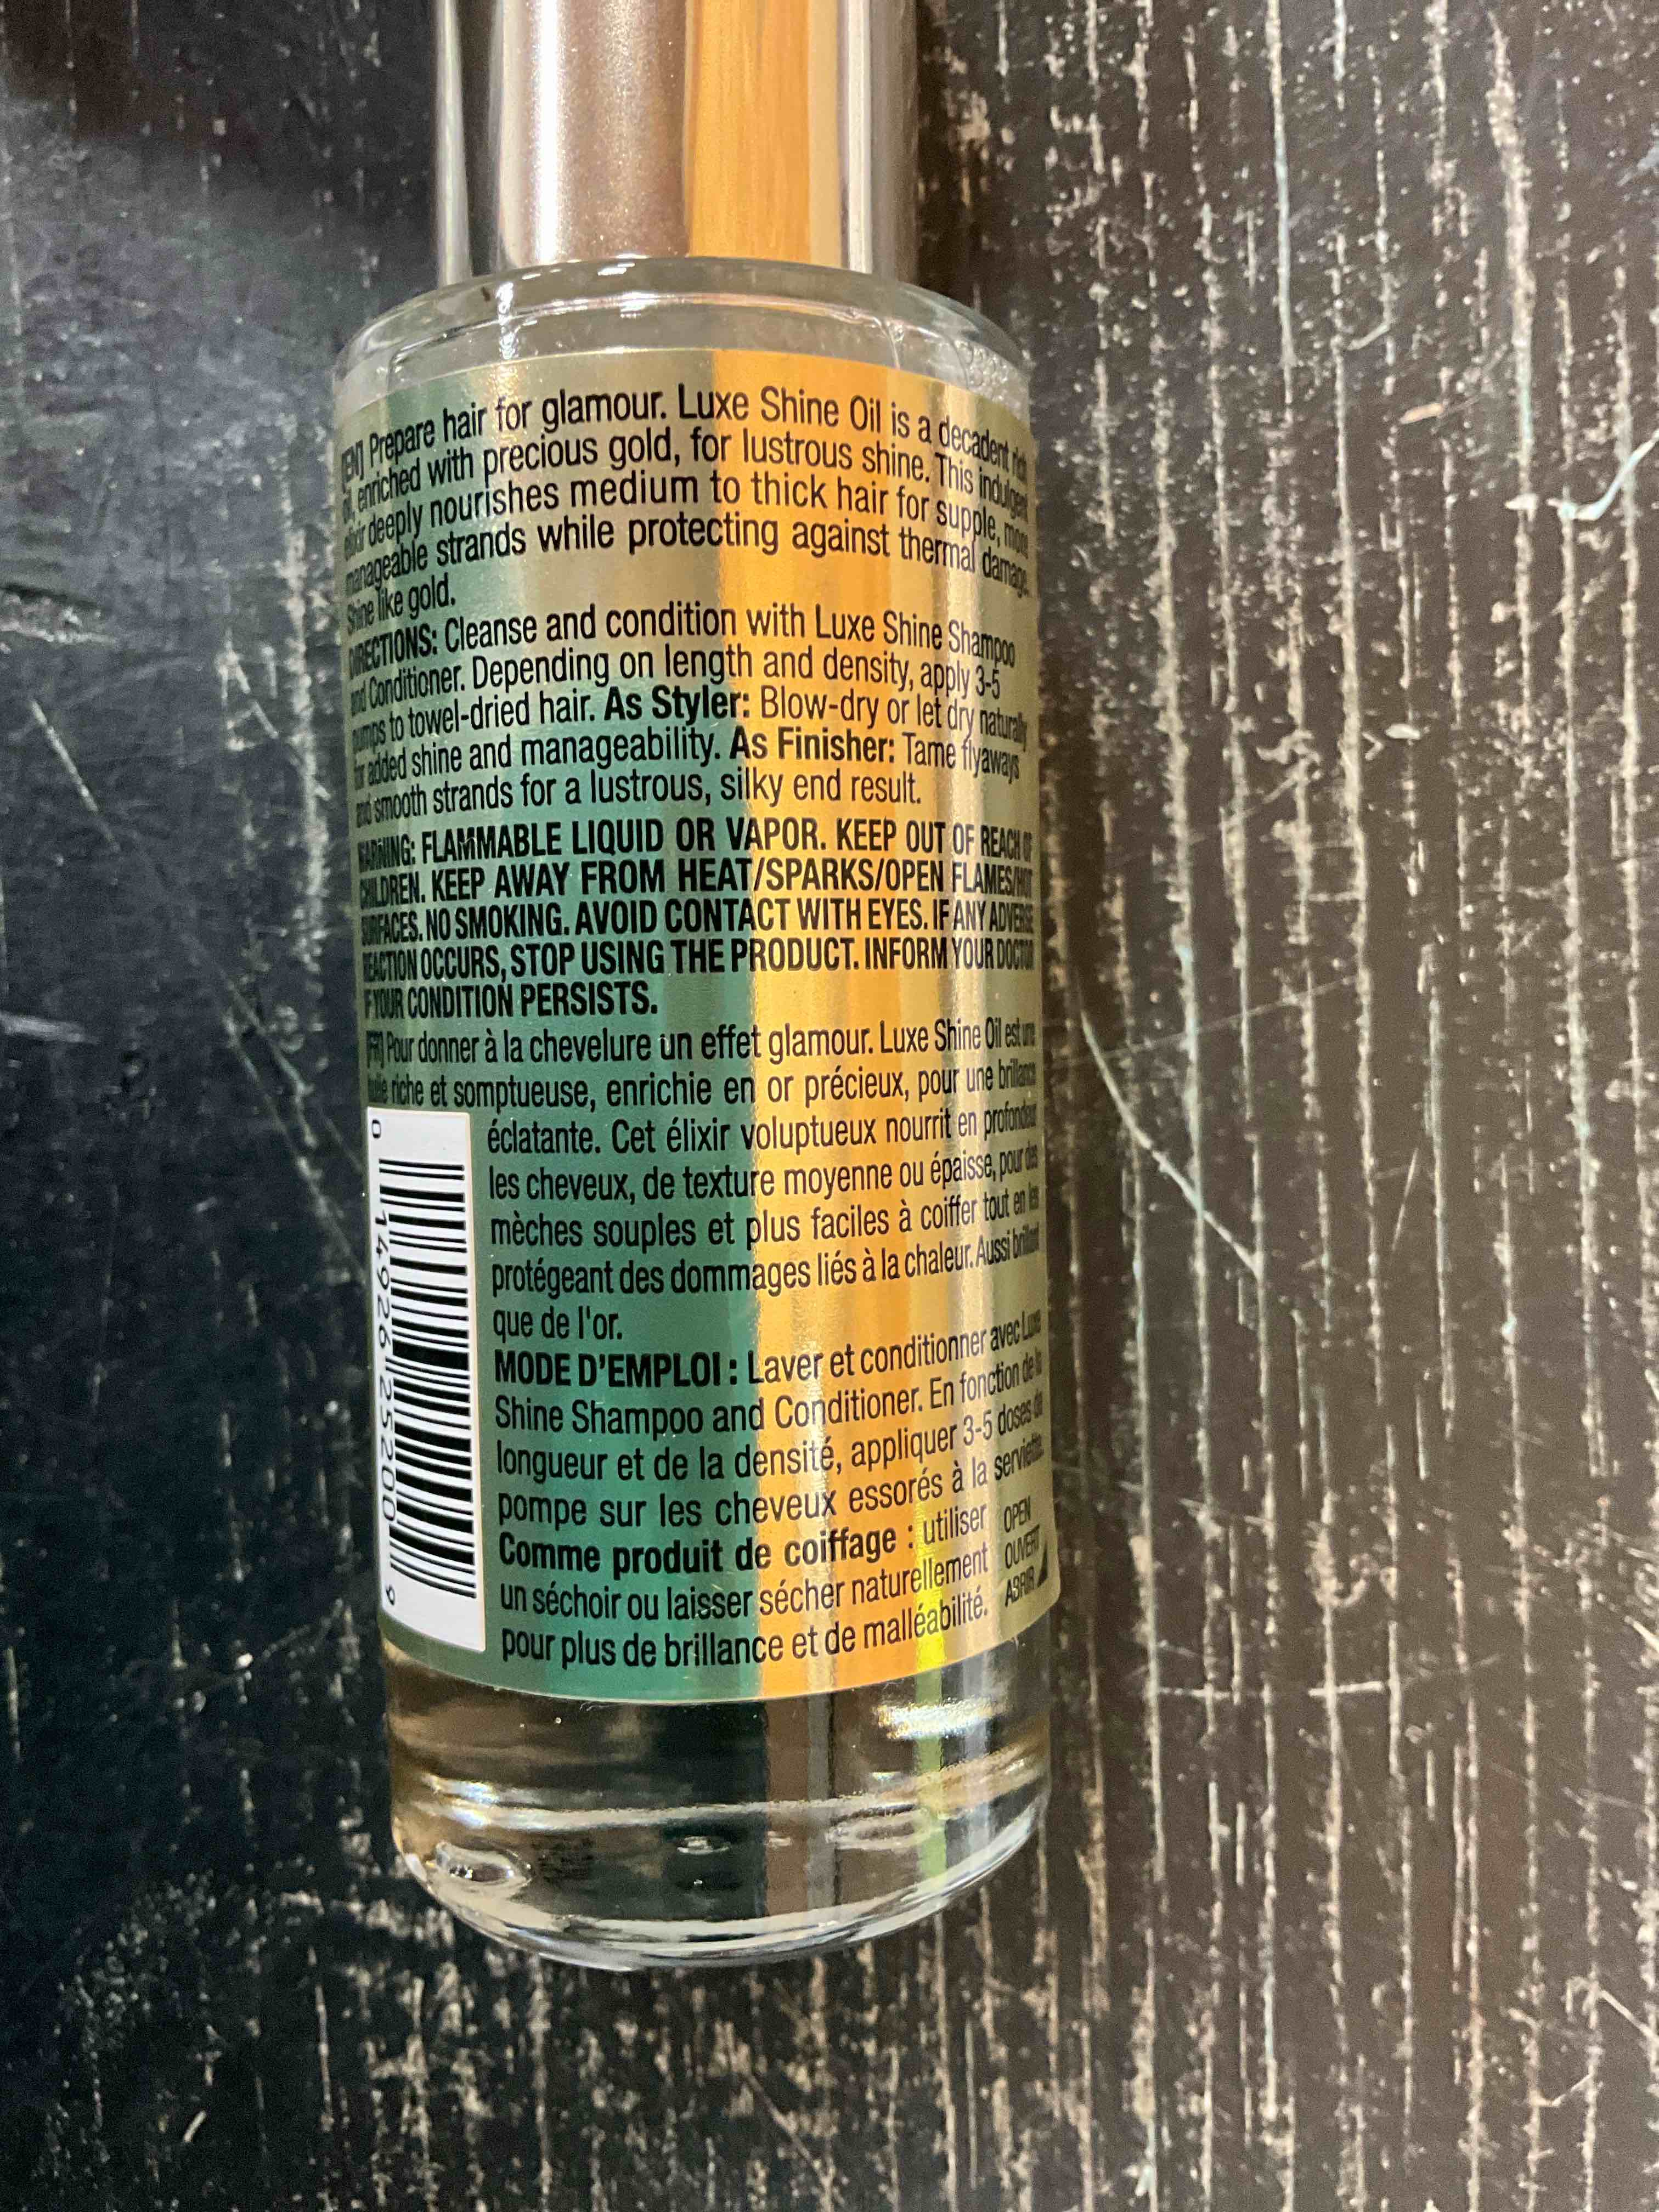 [EN] Prepare hair for glamour. Luxe Shine Oil is a decadent rich
oil, enriched with precious gold, for lustrous shine. This indulgent
elixir deeply nourishes medium to thick hair for supple, more
manageable strands while protecting against thermal damage.
Shine like gold.
DIRECTIONS: Cleanse and condition with Luxe Shine Shampoo
and Conditioner. Depending on length and density, apply 3-5
pumps to towel-dried hair. As Styler: Blow-dry or let dry naturally
for added shine and manageability. As Finisher: Tame flyaways
and smooth strands for a lustrous, silky end result.
WARNING: FLAMMABLE LIQUID OR VAPOR. KEEP OUT OF REACH OF
CHILDREN. KEEP AWAY FROM HEAT/SPARKS/OPEN FLAMES/HOT
SURFACES. NO SMOKING. AVOID CONTACT WITH EYES. IF ANY ADVERSE
REACTION OCCURS, STOP USING THE PRODUCT. INFORM YOUR DOCTOR
IF YOUR CONDITION PERSISTS.
[FR] Pour donner à la chevelure un effet glamour. Luxe Shine Oil est une
huile riche et somptueuse, enrichie en or précieux, pour une brillance
éclatante. Cet élixir voluptueux nourrit en profondeur
les cheveux, de texture moyenne ou épaisse, pour des
mèches souples et plus faciles à coiffer tout en les
protégeant des dommages liés à la chaleur. Aussi brillant
que de l'or.
MODE D'EMPLOI : Laver et conditionner avec Luxe
Shine Shampoo and Conditioner. En fonction de la
longueur et de la densité, appliquer 3-5 doses de
pompe sur les cheveux essorés à la serviette.
Comme produit de coiffage : utiliser
un séchoir ou laisser sécher naturellement
pour plus de brillance et de malléabilité.
OPEN
OUVERT
ABRIR
0 14926 25200 9